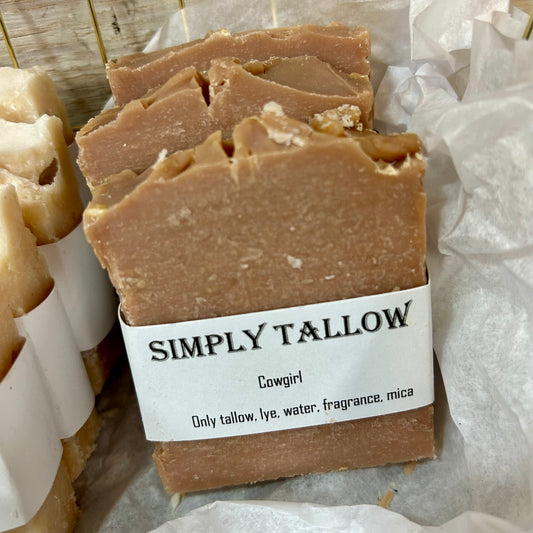 SIMPLY TALLOW
Cowgirl
Only tallow, lye, water, fragrance, mica